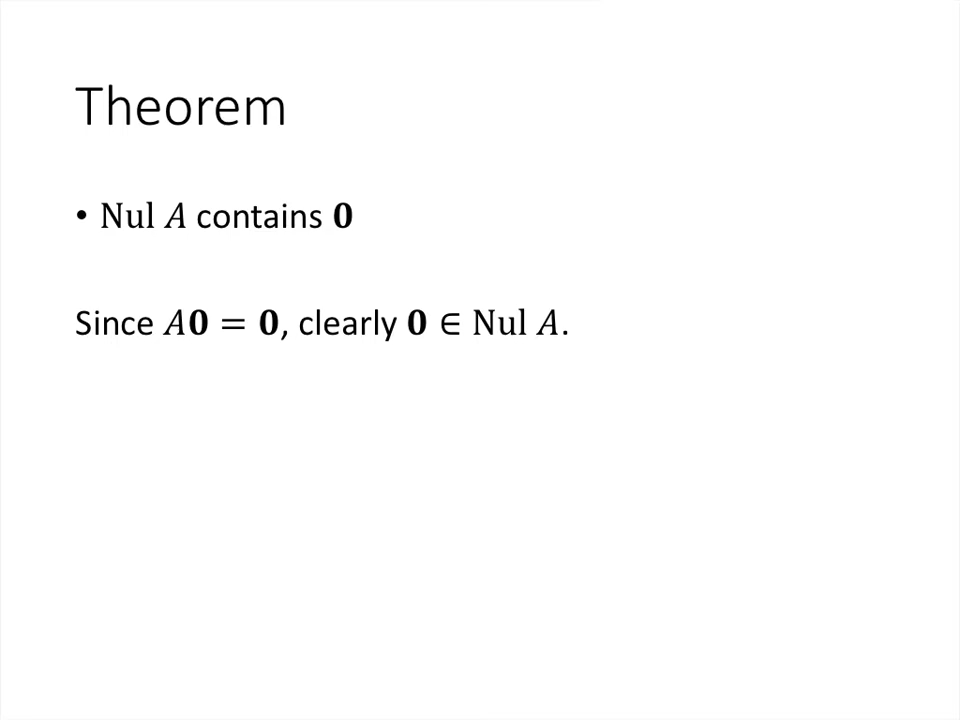 Theorem
• Nul A contains 0
Since A0 = 0, clearly 0 ∈ Nul A.